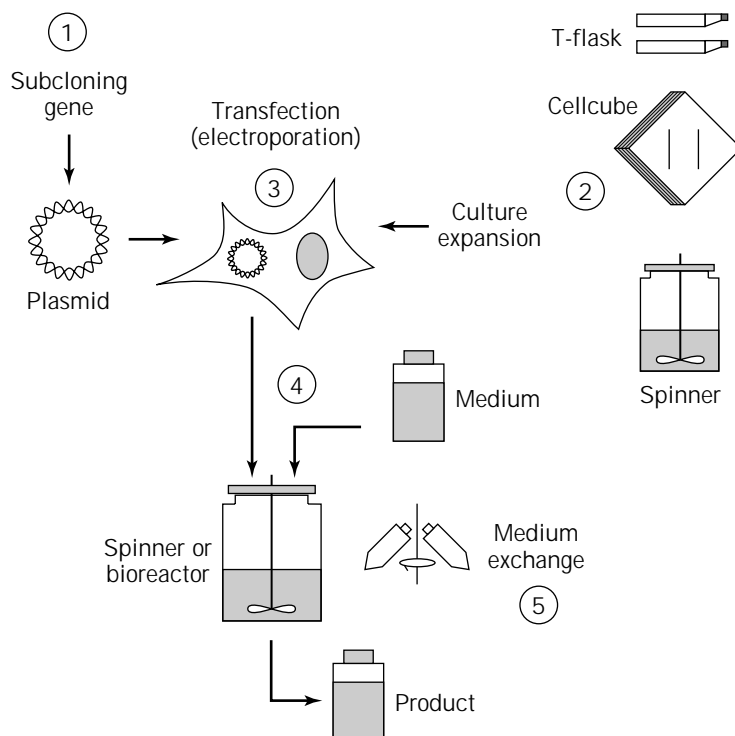 1
Subcloning
gene
Plasmid
Transfection
(electroporation)
3
T-flask
Cellcube
2
Culture
expansion
Spinner
4
Medium
Spinner or
bioreactor
Medium
exchange
5
Product